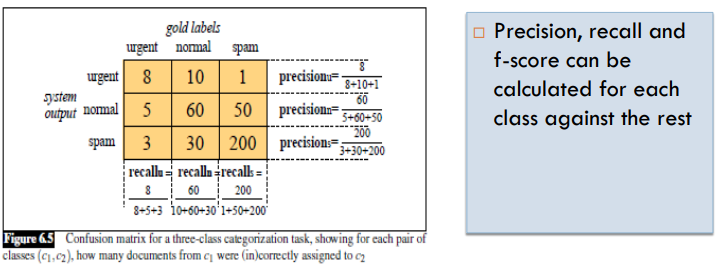 gold labels
urgent normal spam
urgent 8 10 1 precisionu= 8
8+10+1
system
output normal 5 60 50 precisionn= 60
5+60+50
spam 3 30 200 precisions= 200
3+30+200
recallu = recalln = recalls =
8 60 200
8+5+3 10+60+30 1+50+200
Figure 6.5 Confusion matrix for a three-class categorization task, showing for each pair of
classes (c1, c2), how many documents from c1 were (in)correctly assigned to c2
Precision, recall and
f-score can be
calculated for each
class against the rest